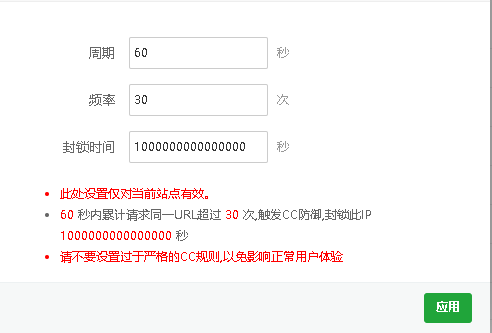 周期 60 秒
频率 30 次
封锁时间 1000000000000000 秒
此处设置仅对当前站点有效。
60 秒内累计请求同一URL超过 30 次,触发CC防御,封锁此IP
1000000000000000 秒
请不要设置过于严格的CC规则,以免影响正常用户体验
应用